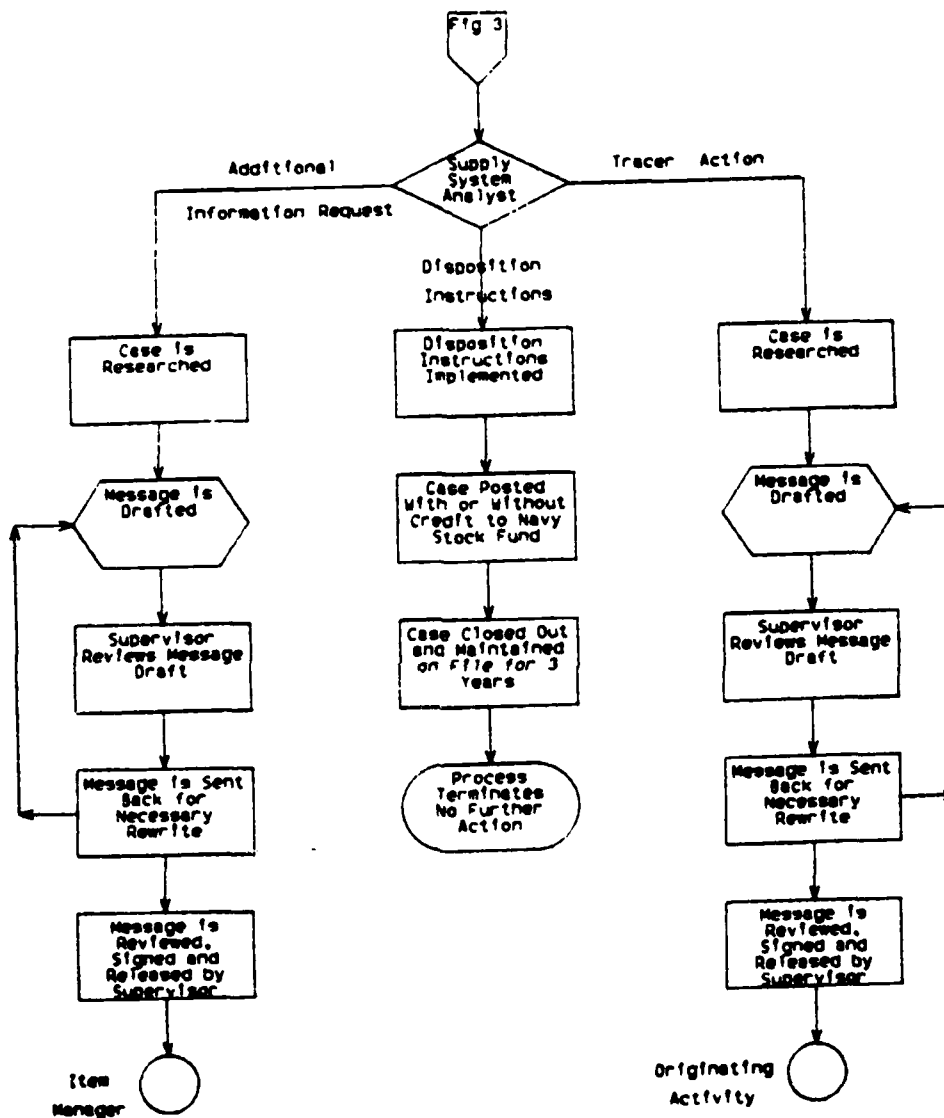 Fig 3
Supply
System
Analyst
Additional
Information Request
Tracer Action
Disposition
Instructions
Case is
Researched
Message is
Drafted
Supervisor
Reviews Message
Draft
Message is Sent
Back for
Necessary
Rewrite
Message is
Reviewed,
Signed and
Released by
Supervisor
Item
Manager
Disposition
Instructions
Implemented
Case Posted
With or Without
Credit to Navy
Stock Fund
Case Closed Out
and Maintained
on File for 3
Years
Process
Terminates
No Further
Action
Case is
Researched
Message is
Drafted
Supervisor
Reviews Message
Draft
Message is Sent
Back for
Necessary
Rewrite
Message is
Reviewed,
Signed and
Released by
Supervisor
Originating
Activity